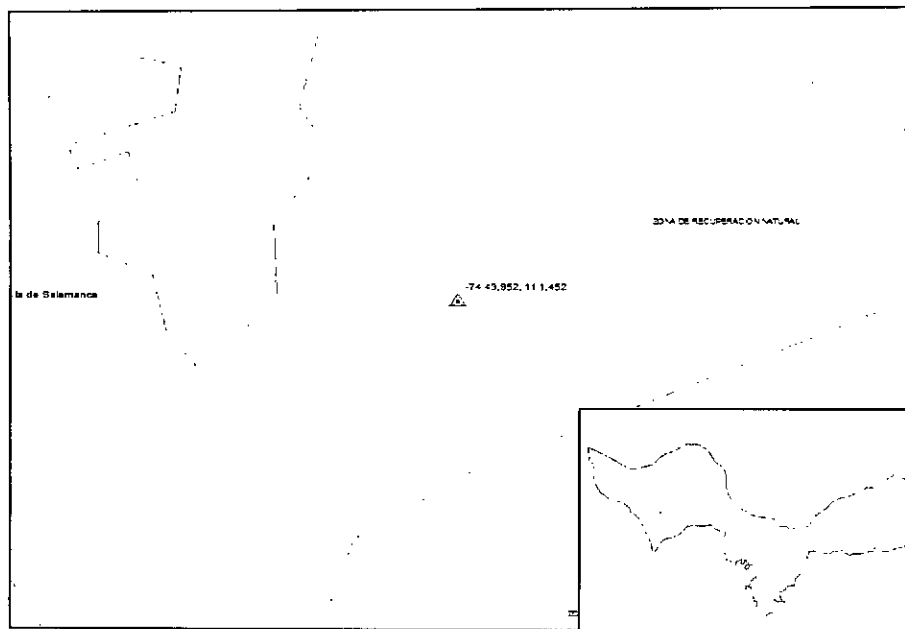 ZONA DE RECUPERACION NATURAL
-74 43,952, 11 1,452
la de Salamanca